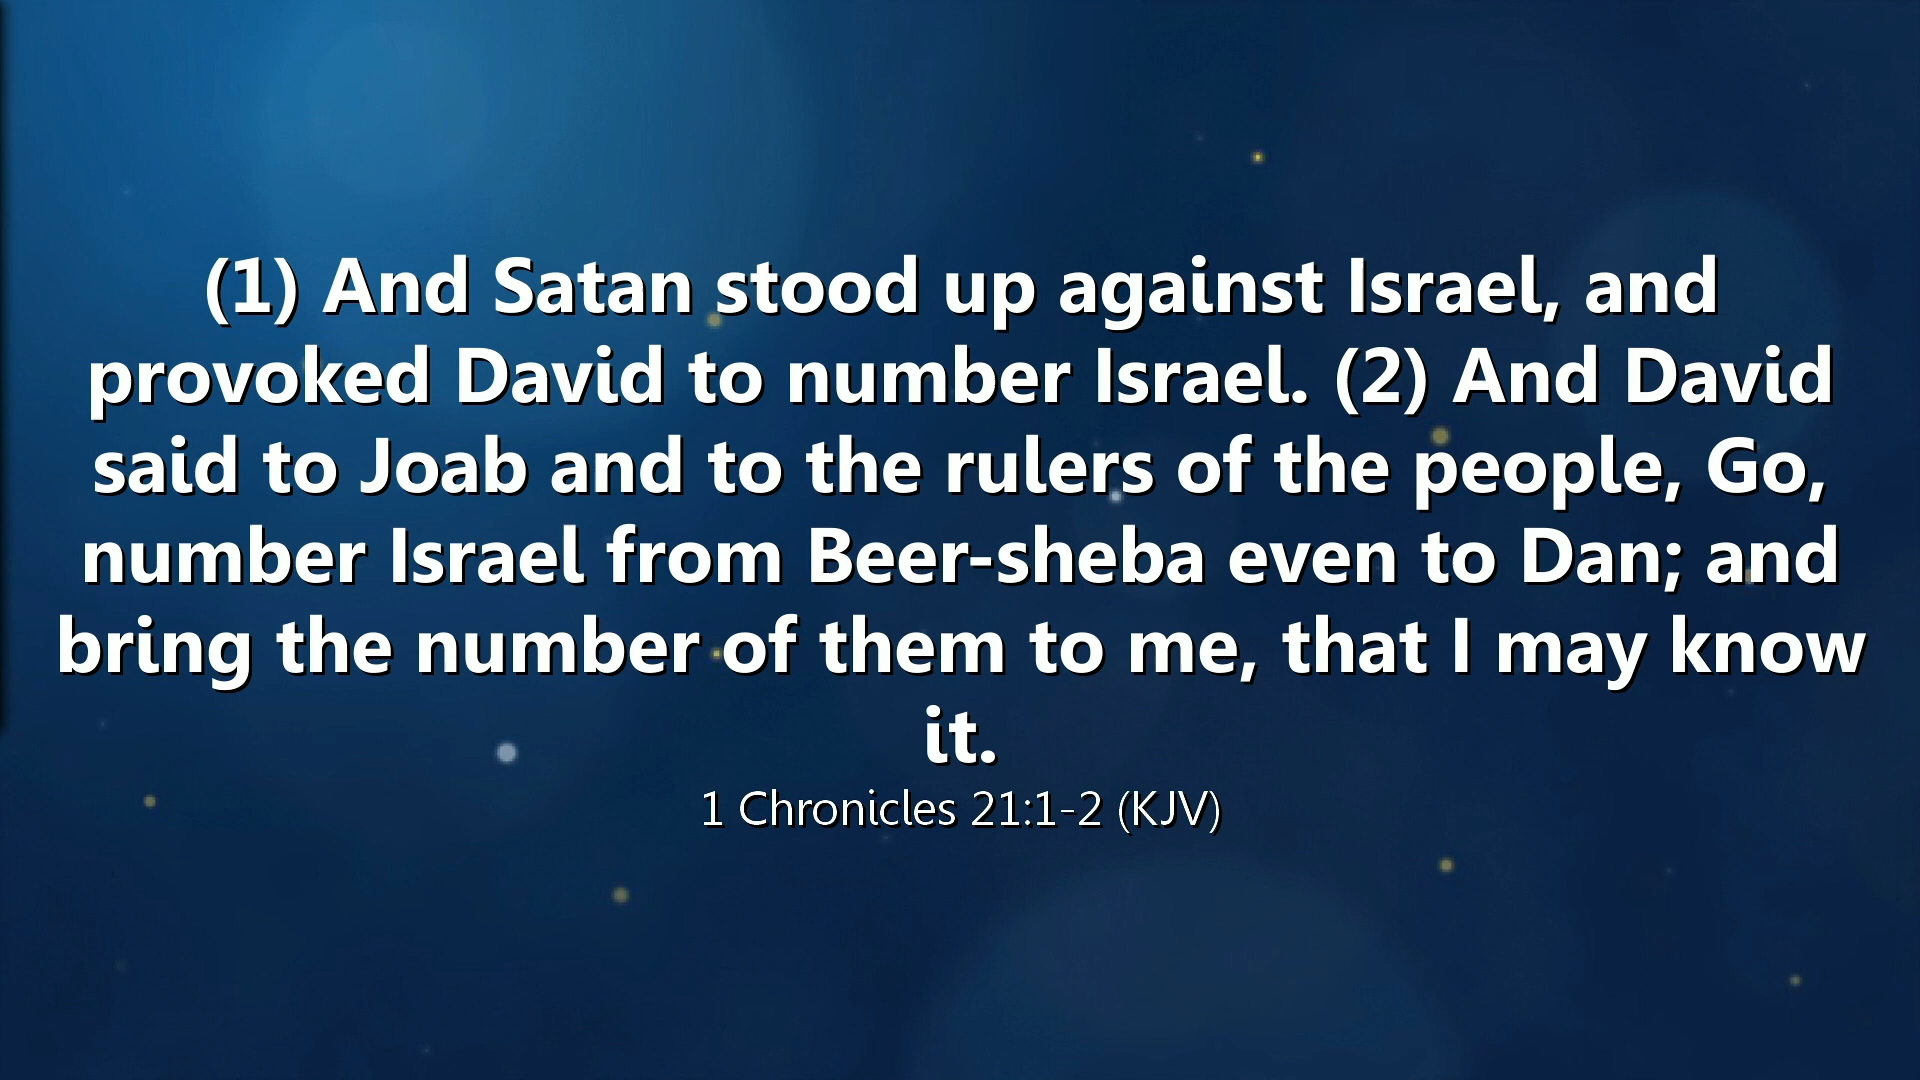 (1) And Satan stood up against Israel, and
provoked David to number Israel. (2) And David
said to Joab and to the rulers of the people, Go,
number Israel from Beer-sheba even to Dan; and
bring the number of them to me, that I may know
it.
1 Chronicles 21:1-2 (KJV)